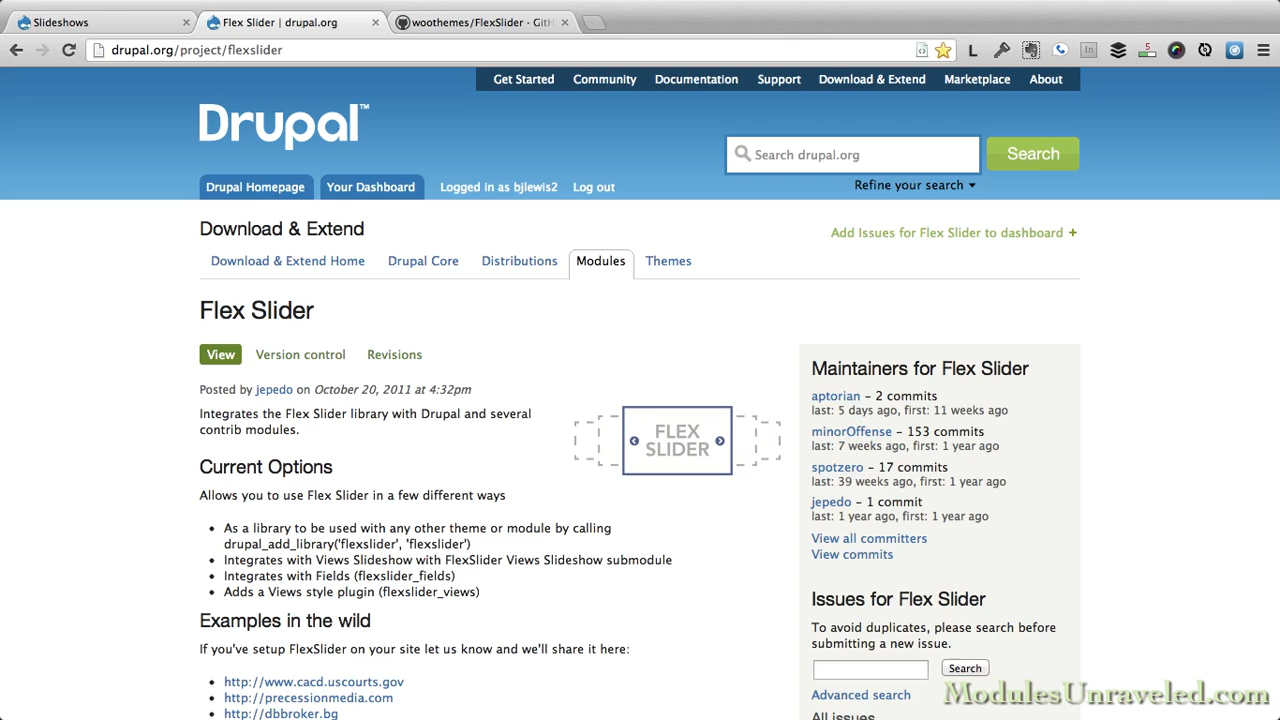 Slideshows
Flex Slider | drupal.org
woothemes/FlexSlider · GitH
drupal.org/project/flexslider
Get Started Community Documentation Support Download & Extend Marketplace About
Drupal™
Search drupal.org
Search
Refine your search
Drupal Homepage Your Dashboard Logged in as bjlewis2 Log out
Download & Extend
Add Issues for Flex Slider to dashboard +
Download & Extend Home Drupal Core Distributions Modules Themes
Flex Slider
View Version control Revisions
Posted by jepedo on October 20, 2011 at 4:32pm
Integrates the Flex Slider library with Drupal and several
contrib modules.
FLEX
SLIDER
Current Options
Allows you to use Flex Slider in a few different ways
• As a library to be used with any other theme or module by calling
drupal_add_library('flexslider', 'flexslider')
• Integrates with Views Slideshow with FlexSlider Views Slideshow submodule
• Integrates with Fields (flexslider_fields)
• Adds a Views style plugin (flexslider_views)
Examples in the wild
If you've setup FlexSlider on your site let us know and we'll share it here:
• http://www.cacd.uscourts.gov
• http://precessionmedia.com
• http://dbbroker.bg
Maintainers for Flex Slider
aptorian – 2 commits
last: 5 days ago, first: 11 weeks ago
minorOffense – 153 commits
last: 7 weeks ago, first: 1 year ago
spotzero – 17 commits
last: 39 weeks ago, first: 1 year ago
jepedo – 1 commit
last: 1 year ago, first: 1 year ago
View all committers
View commits
Issues for Flex Slider
To avoid duplicates, please search before
submitting a new issue.
Search
Advanced search
All issues
ModulesUnraveled.com